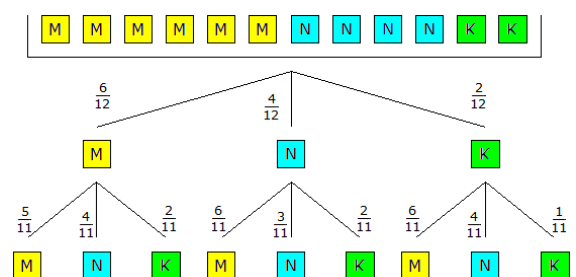 M M M M M M N N N N K K
6/12 4/12 2/12
M N K
5/11 4/11 2/11 6/11 3/11 2/11 6/11 4/11 1/11
M N K M N K M N K